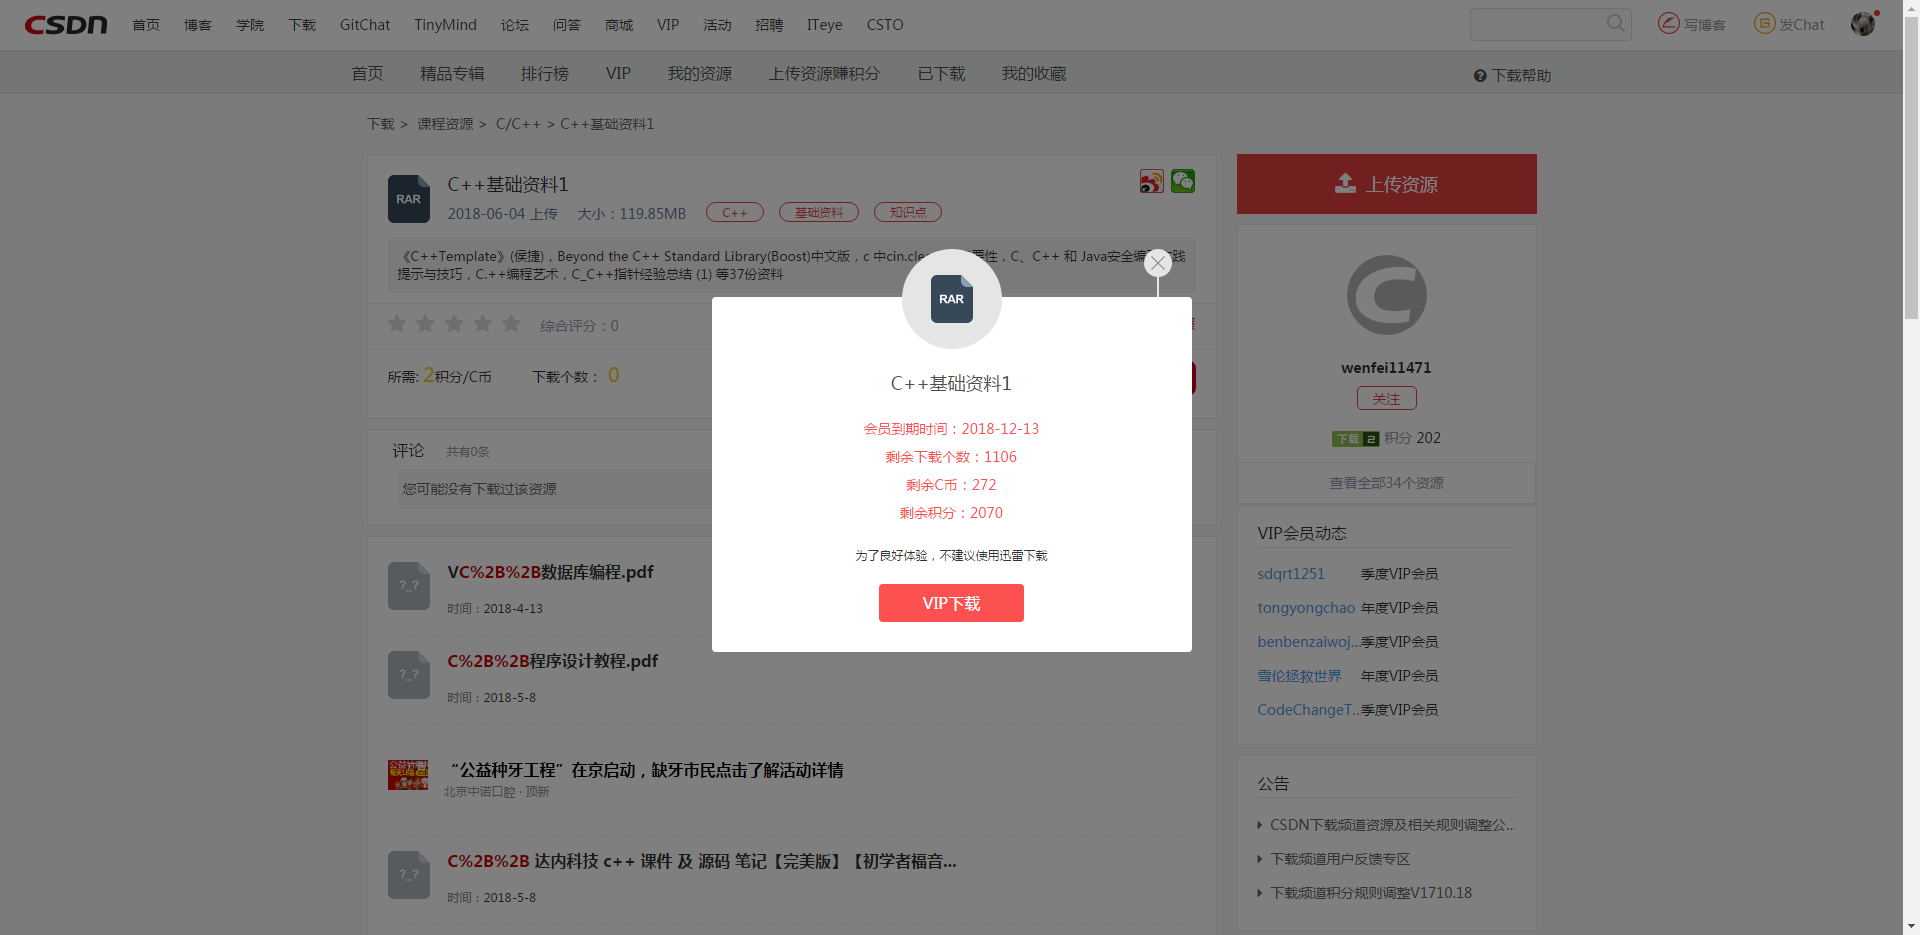 CSDN 首页 博客 学院 下载 GitChat TinyMind 论坛 问答 商城 VIP 活动 招聘 ITeye CSTO 写博客 发Chat
首页 精品专辑 排行榜 VIP 我的资源 上传资源赚积分 已下载 我的收藏 下载帮助
下载 > 课程资源 > C/C++ > C++基础资料1
RAR
C++基础资料1
2018-06-04 上传 大小：119.85MB C++ 基础资料 知识点
《C++Template》(侯捷)，Beyond the C++ Standard Library(Boost)中文版，c 中cin.cle 要性，C、C++ 和 Java安全编 践
提示与技巧，C.++编程艺术，C_C++指针经验总结 (1) 等37份资料
综合评分：0
所需: 2积分/C币 下载个数： 0
评论 共有0条
您可能没有下载过该资源
?_?
VC%2B%2B数据库编程.pdf
时间：2018-4-13
?_?
C%2B%2B程序设计教程.pdf
时间：2018-5-8
“公益种牙工程”在京启动，缺牙市民点击了解活动详情
北京中诺口腔 · 顶新
?_?
C%2B%2B 达内科技 c++ 课件 及 源码 笔记【完美版】【初学者福音...
时间：2018-5-8
RAR
C++基础资料1
会员到期时间：2018-12-13
剩余下载个数：1106
剩余C币：272
剩余积分：2070
为了良好体验，不建议使用迅雷下载
VIP下载
上传资源
wenfei11471
关注
下载 2 积分 202
查看全部34个资源
VIP会员动态
sdqrt1251 季度VIP会员
tongyongchao 年度VIP会员
benbenzaiwoj... 季度VIP会员
雪伦拯救世界 年度VIP会员
CodeChangeT... 季度VIP会员
公告
CSDN下载频道资源及相关规则调整公...
下载频道用户反馈专区
下载频道积分规则调整V1710.18